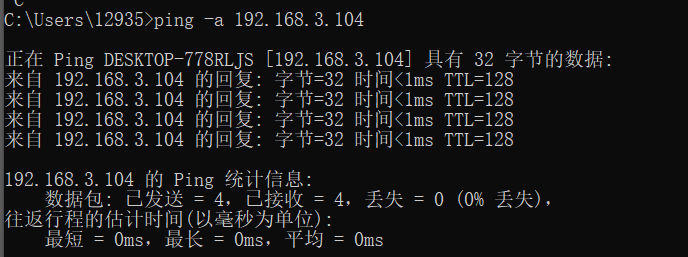 C:\Users\12935>ping -a 192.168.3.104
正在 Ping DESKTOP-778RLJS [192.168.3.104] 具有 32 字节的数据:
来自 192.168.3.104 的回复: 字节=32 时间<1ms TTL=128
来自 192.168.3.104 的回复: 字节=32 时间<1ms TTL=128
来自 192.168.3.104 的回复: 字节=32 时间<1ms TTL=128
来自 192.168.3.104 的回复: 字节=32 时间<1ms TTL=128
192.168.3.104 的 Ping 统计信息:
数据包: 已发送 = 4，已接收 = 4，丢失 = 0 (0% 丢失)，
往返行程的估计时间(以毫秒为单位):
最短 = 0ms，最长 = 0ms，平均 = 0ms